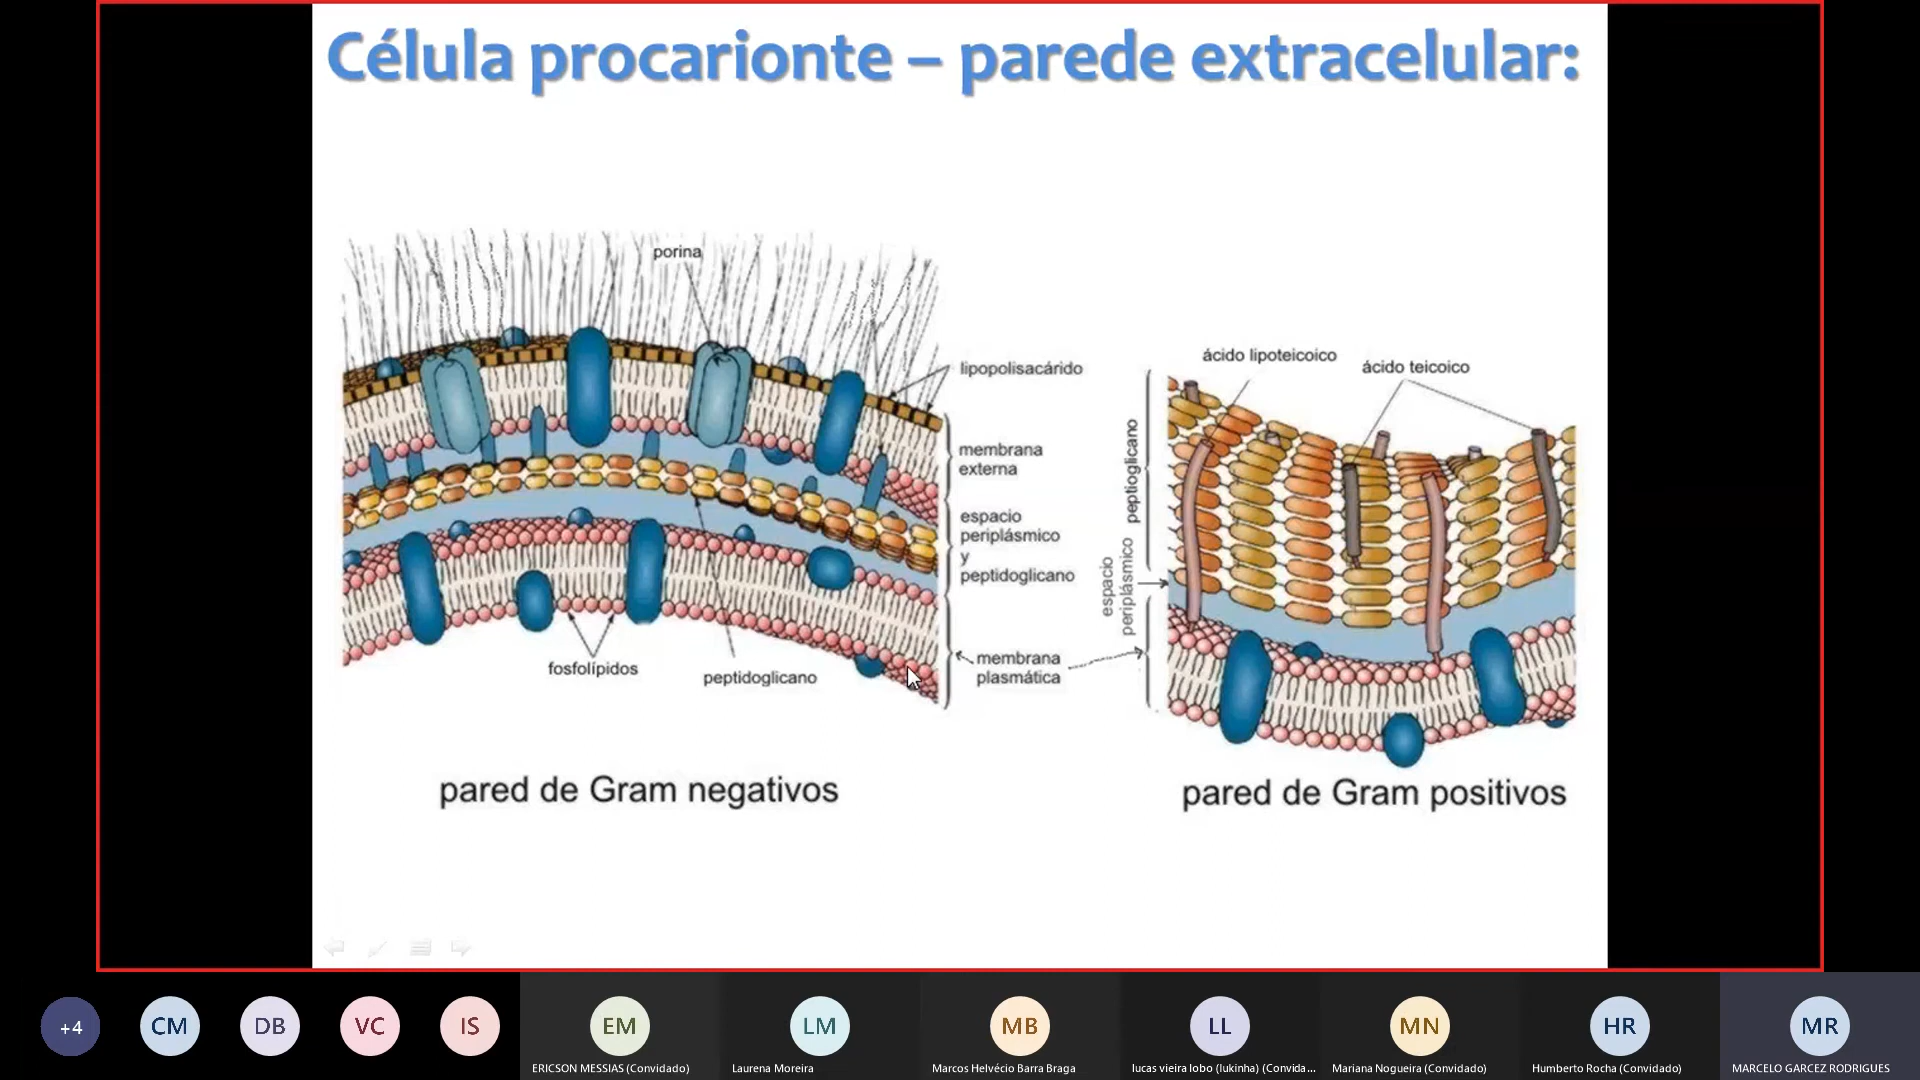 Célula procarionte – parede extracelular:
porina
lipopolisacárido
membrana
externa
espacio
periplásmico
y
peptidoglicano
membrana
plasmática
fosfolípidos
peptidoglicano
pared de Gram negativos
ácido lipoteicoico
ácido teicoico
peptioglicano
espacio
periplásmico
pared de Gram positivos
+4
CM
DB
VC
IS
EM
LM
MB
LL
MN
HR
MR
ERICSON MESSIAS (Convidado)
Laurena Moreira
Marcos Helvécio Barra Braga
lucas vieira lobo (lukinha) (Convida...
Mariana Nogueira (Convidado)
Humberto Rocha (Convidado)
MARCELO GARCEZ RODRIGUES